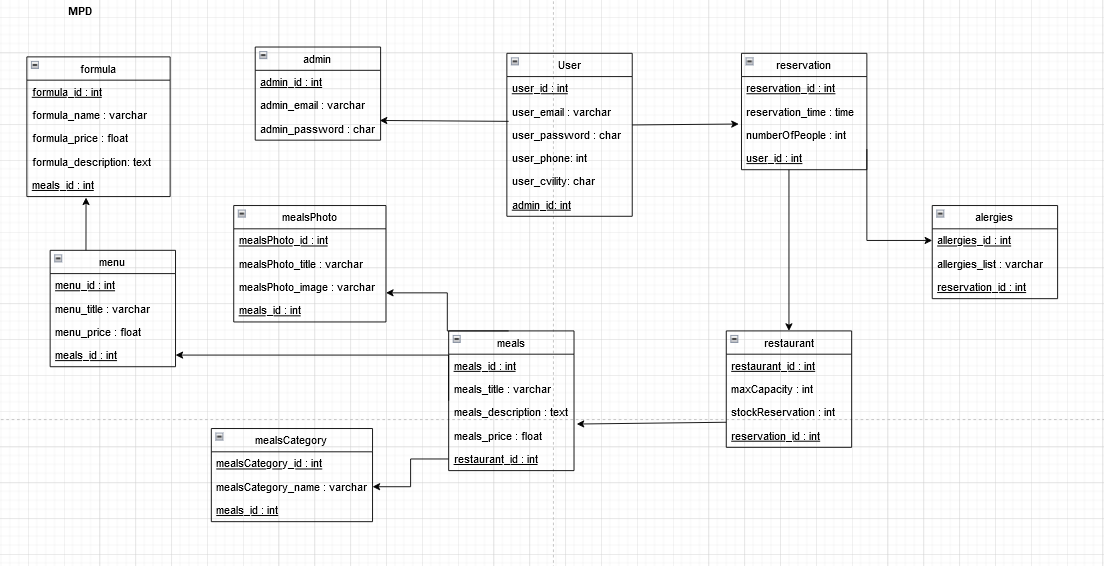 MPD
formula
formula_id : int
formula_name : varchar
formula_price : float
formula_description: text
meals_id : int
admin
admin_id : int
admin_email : varchar
admin_password : char
User
user_id : int
user_email : varchar
user_password : char
user_phone: int
user_cvility: char
admin_id: int
reservation
reservation_id : int
reservation_time : time
numberOfPeople : int
user_id : int
alergies
allergies_id : int
allergies_list : varchar
reservation_id : int
mealsPhoto
mealsPhoto_id : int
mealsPhoto_title : varchar
mealsPhoto_image : varchar
meals_id : int
menu
menu_id : int
menu_title : varchar
menu_price : float
meals_id : int
meals
meals_id : int
meals_title : varchar
meals_description : text
meals_price : float
restaurant_id : int
restaurant
restaurant_id : int
maxCapacity : int
stockReservation : int
reservation_id : int
mealsCategory
mealsCategory_id : int
mealsCategory_name : varchar
meals_id : int